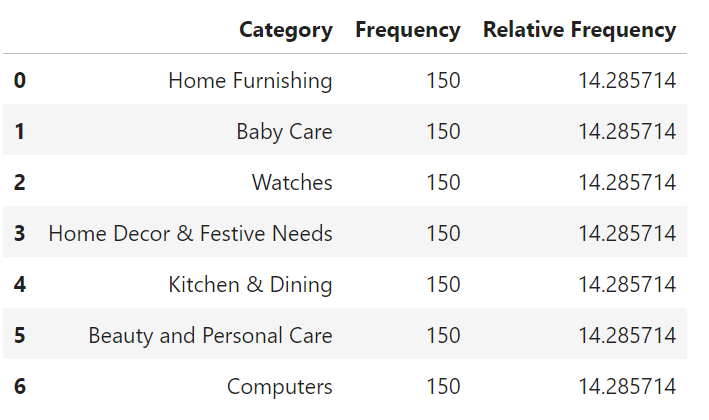 Category Frequency Relative Frequency
0 Home Furnishing 150 14.285714
1 Baby Care 150 14.285714
2 Watches 150 14.285714
3 Home Decor & Festive Needs 150 14.285714
4 Kitchen & Dining 150 14.285714
5 Beauty and Personal Care 150 14.285714
6 Computers 150 14.285714